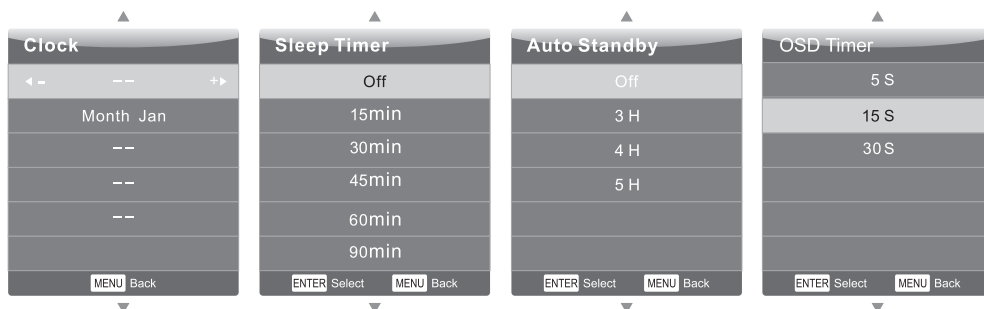 Clock
- -- +
Month Jan
--
--
--
MENU Back
Sleep Timer
Off
15min
30min
45min
60min
90min
ENTER Select MENU Back
Auto Standby
Off
3 H
4 H
5 H
ENTER Select MENU Back
OSD Timer
5 S
15 S
30 S
ENTER Select MENU Back